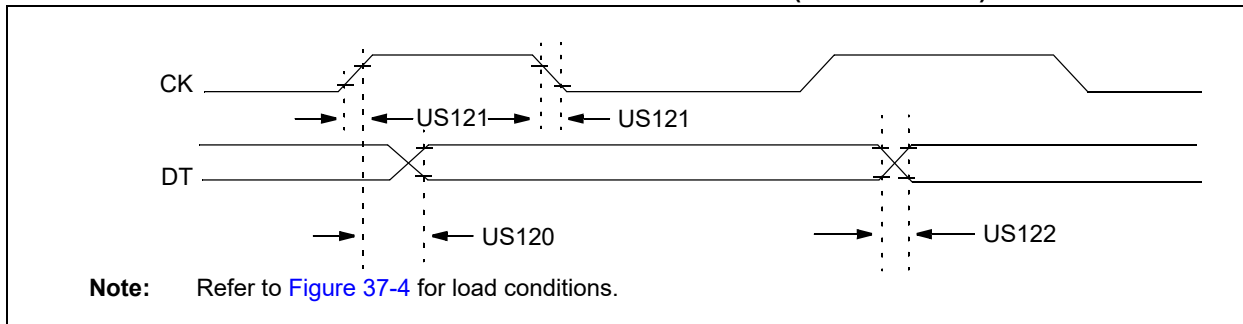 CK
US121
US121
DT
US120
US122
Note: Refer to Figure 37-4 for load conditions.